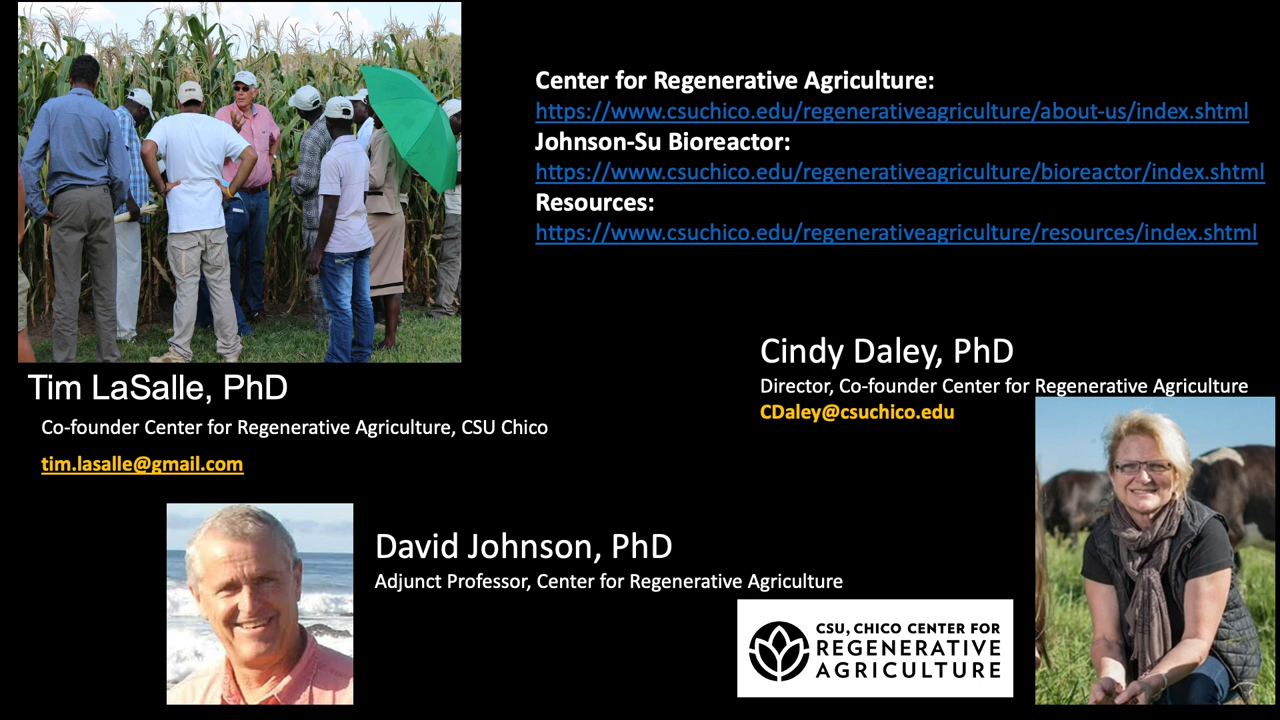 Center for Regenerative Agriculture:
https://www.csuchico.edu/regenerativeagriculture/about-us/index.shtml
Johnson-Su Bioreactor:
https://www.csuchico.edu/regenerativeagriculture/bioreactor/index.shtml
Resources:
https://www.csuchico.edu/regenerativeagriculture/resources/index.shtml
Tim LaSalle, PhD
Co-founder Center for Regenerative Agriculture, CSU Chico
tim.lasalle@gmail.com
Cindy Daley, PhD
Director, Co-founder Center for Regenerative Agriculture
CDaley@csuchico.edu
David Johnson, PhD
Adjunct Professor, Center for Regenerative Agriculture
CSU, CHICO CENTER FOR
REGENERATIVE
AGRICULTURE